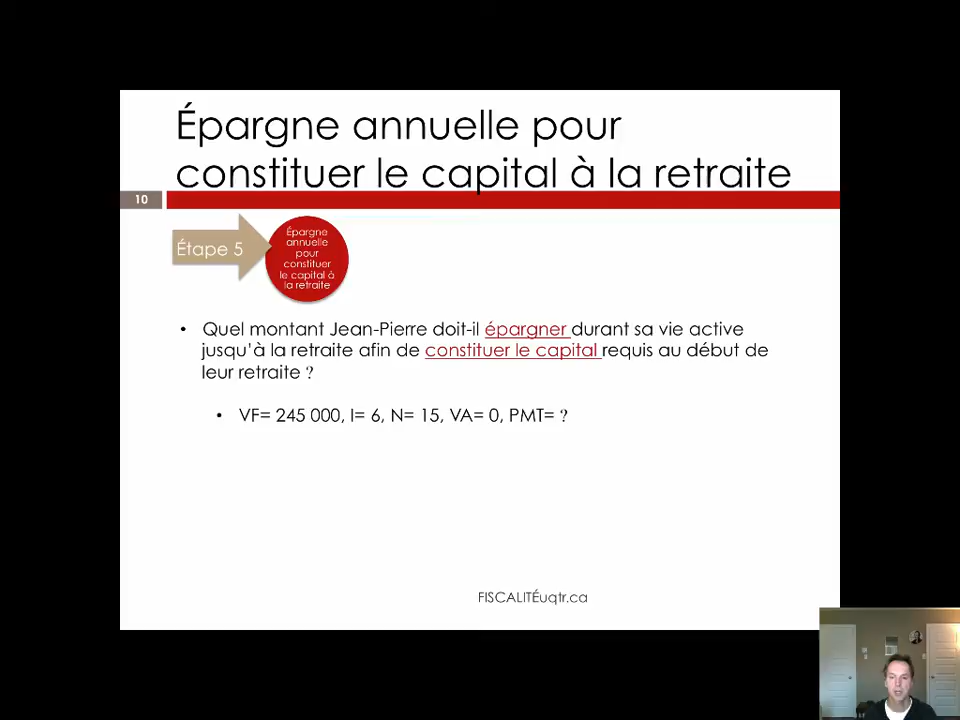 Épargne annuelle pour
constituer le capital à la retraite
10
Étape 5
Épargne
annuelle
pour
constituer
le capital à
la retraite
• Quel montant Jean-Pierre doit-il épargner durant sa vie active
jusqu'à la retraite afin de constituer le capital requis au début de
leur retraite ?
• VF= 245 000, I= 6, N= 15, VA= 0, PMT= ?
FISCALITÉuqtr.ca